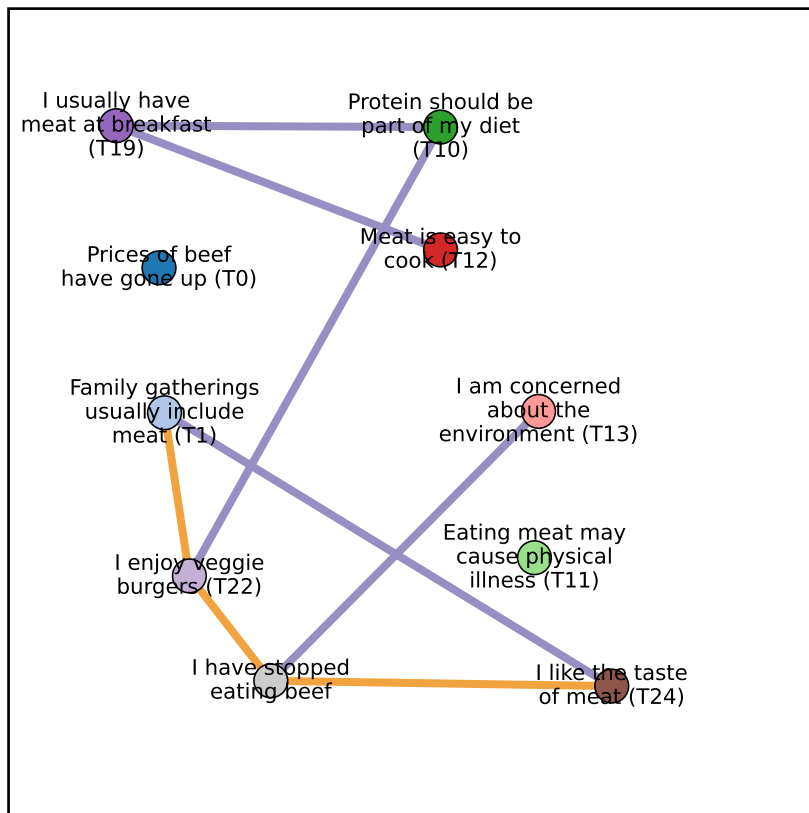 I usually have
meat at breakfast
(T19)
Protein should be
part of my diet
(T10)
Meat is easy to
cook (T12)
Prices of beef
have gone up (T0)
Family gatherings
usually include
meat (T1)
I am concerned
about the
environment (T13)
Eating meat may
cause physical
illness (T11)
I enjoy veggie
burgers (T22)
I have stopped
eating beef
I like the taste
of meat (T24)